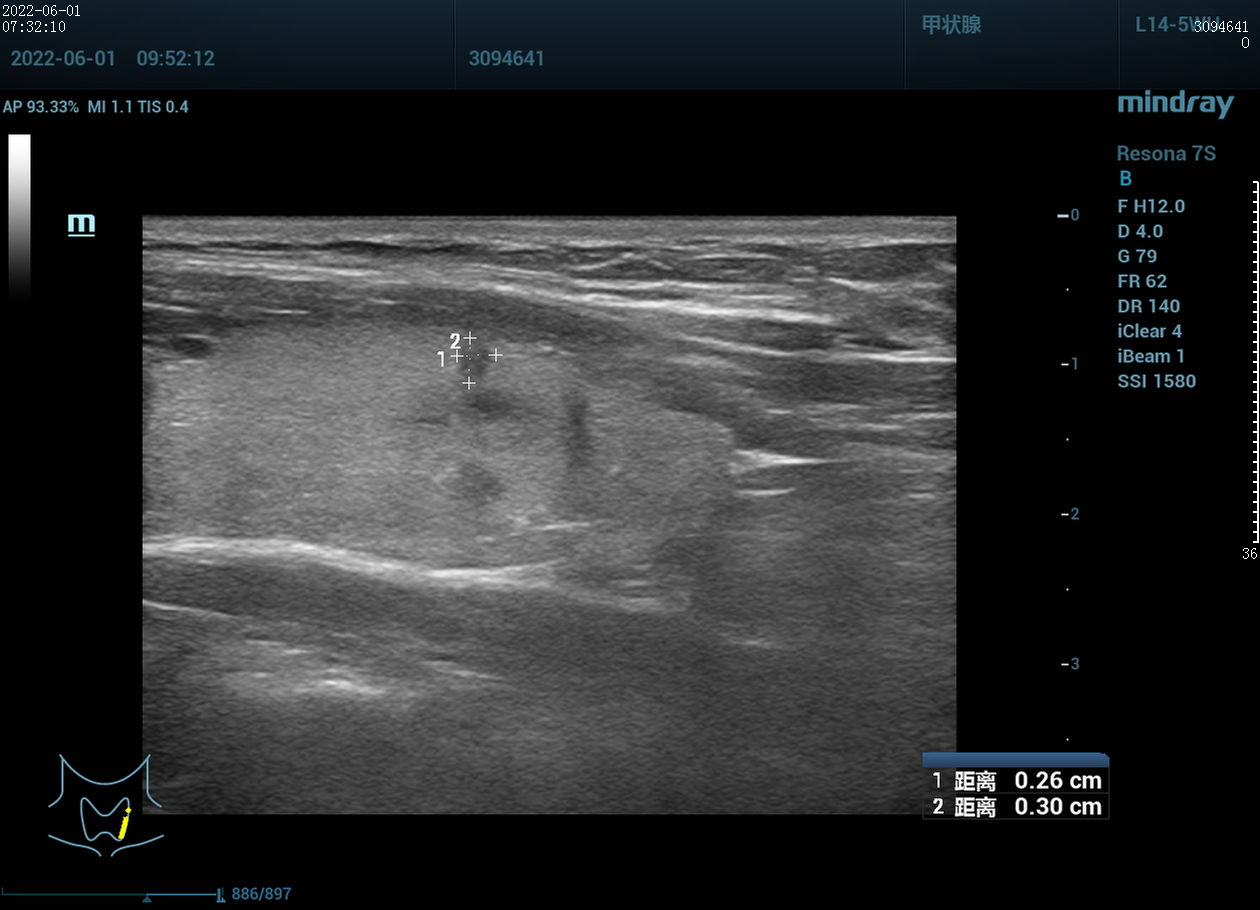 2022-06-01
07:32:10
甲状腺
L14-5WU
3094641
0
2022-06-01 09:52:12
3094641
AP 93.33% MI 1.1 TIS 0.4
mindray
Resona 7S
B
F H12.0
D 4.0
G 79
FR 62
DR 140
iClear 4
iBeam 1
SSI 1580
m
0
1
2
3
2
1
36
1 距离 0.26 cm
2 距离 0.30 cm
886/897